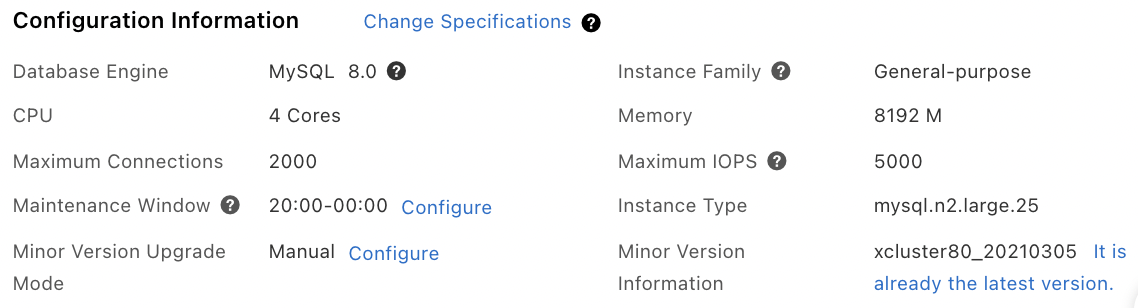 Configuration Information Change Specifications ?
Database Engine MySQL 8.0 ? Instance Family ? General-purpose
CPU 4 Cores Memory 8192 M
Maximum Connections 2000 Maximum IOPS ? 5000
Maintenance Window ? 20:00-00:00 Configure Instance Type mysql.n2.large.25
Minor Version Upgrade Manual Configure Minor Version xcluster80_20210305 It is
Mode Information already the latest version.